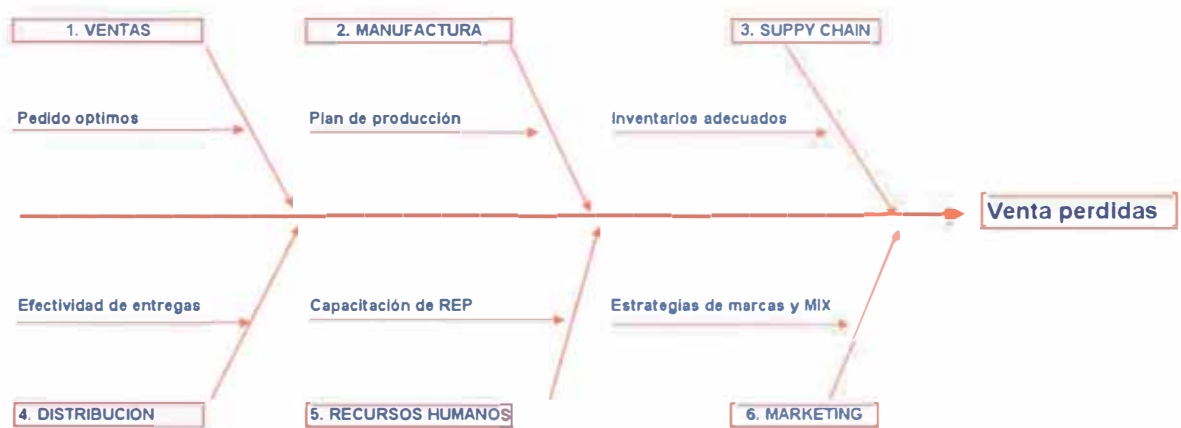 1. VENTAS
2. MANUFACTURA
3. SUPPY CHAIN
Pedido optimos
Plan de producción
Inventarios adecuados
Venta perdidas
Efectividad de entregas
Capacitación de REP
Estrategias de marcas y MIX
4. DISTRIBUCION
5. RECURSOS HUMANOS
6. MARKETING